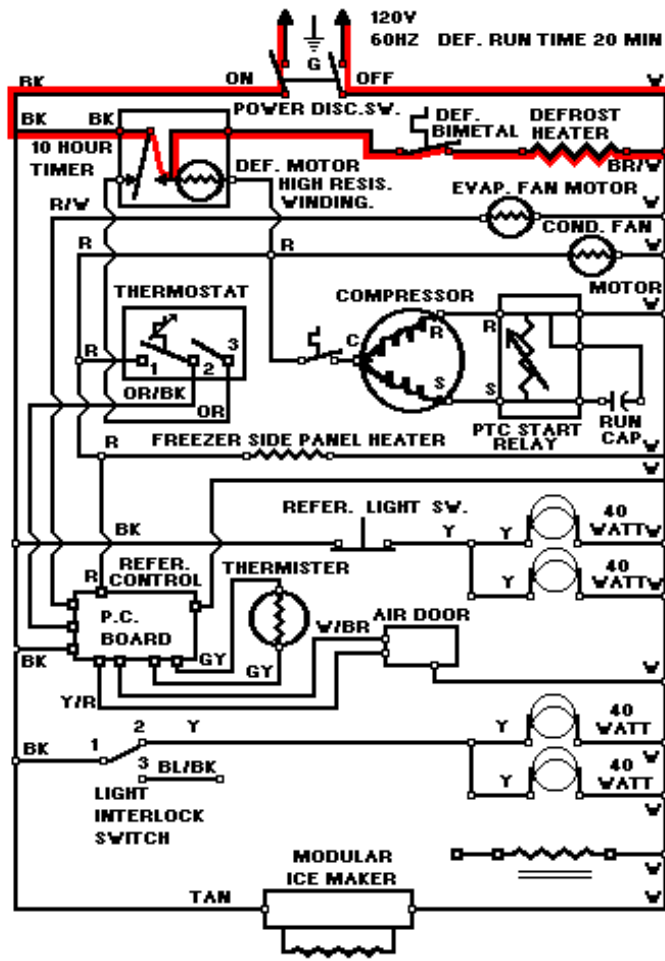 120V
60HZ DEF. RUN TIME 20 MIN
G
BK ON OFF W
POWER DISC.SW.
BK BK DEF. BIMETAL DEFROST HEATER
10 HOUR TIMER
BR/W
DEF. MOTOR
HIGH RESIS. WINDING.
EVAP. FAN MOTOR W
R/W
COND. FAN MOTOR
W
R R
THERMOSTAT COMPRESSOR W
3
R 1 2 C R R
OR/BK S S
OR
PTC START RELAY RUN CAP
R FREEZER SIDE PANEL HEATER W
W
REFER. LIGHT SW. 40 WATT W
BK Y Y
REFER. CONTROL THERMISTER 40 WATT W
Y
R
P.C. BOARD W/BR AIR DOOR
BK GY GY W
Y/R
2 Y Y 40 WATT W
BK 1
3 BL/BK Y 40 WATT W
LIGHT INTERLOCK SWITCH
W
MODULAR ICE MAKER
TAN W